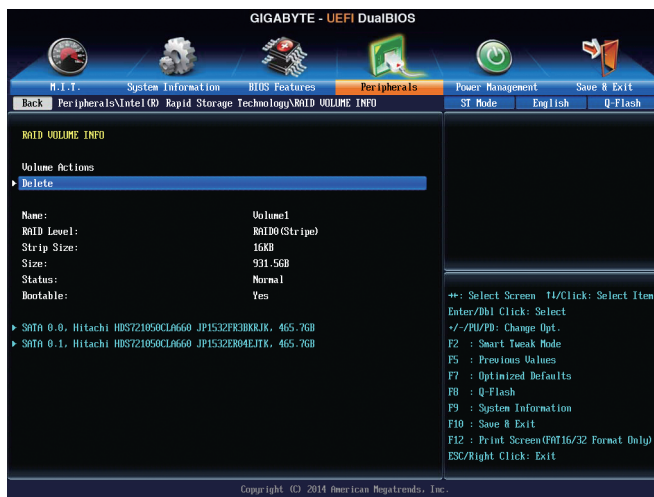 GIGABYTE - UEFI DualBIOS
M.I.T. System Information BIOS Features Peripherals Power Management Save & Exit
Back Peripherals\Intel(R) Rapid Storage Technology\RAID VOLUME INFO ST Mode English Q-Flash
RAID VOLUME INFO
Volume Actions
Delete
Name: Volume1
RAID Level: RAID0(Stripe)
Strip Size: 16KB
Size: 931.5GB
Status: Normal
Bootable: Yes
SATA 0.0, Hitachi HDS721050CLA660 JP1532FR3BKRJK, 465.7GB
SATA 0.1, Hitachi HDS721050CLA660 JP1532ER04EJTK, 465.7GB
→←: Select Screen ↑↓/Click: Select Item
Enter/Dbl Click: Select
+/-/PU/PD: Change Opt.
F2 : Smart Tweak Mode
F5 : Previous Values
F7 : Optimized Defaults
F8 : Q-Flash
F9 : System Information
F10 : Save & Exit
F12 : Print Screen(FAT16/32 Format Only)
ESC/Right Click: Exit
Copyright (C) 2014 American Megatrends, Inc.